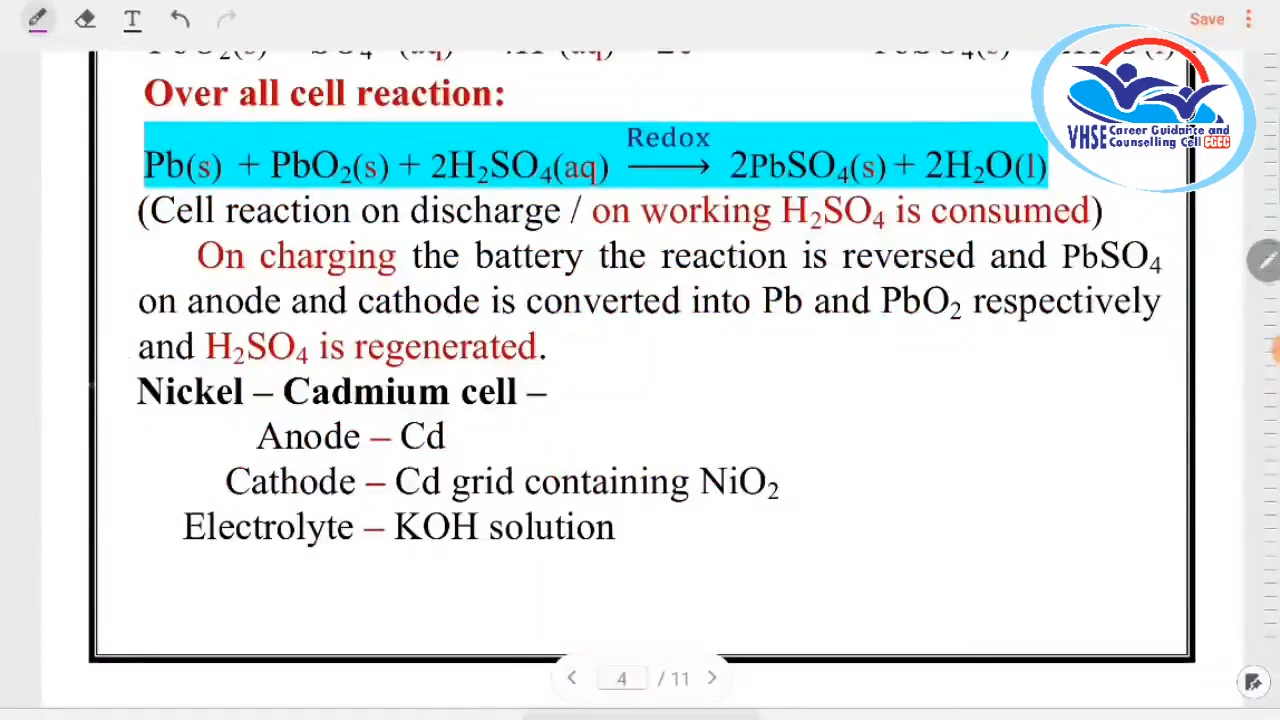 Save
Over all cell reaction:
Redox
Pb(s) + PbO₂(s) + 2H₂SO₄(aq) ⟶ 2PbSO₄(s) + 2H₂O(l)
(Cell reaction on discharge / on working H₂SO₄ is consumed)
On charging the battery the reaction is reversed and PbSO₄
on anode and cathode is converted into Pb and PbO₂ respectively
and H₂SO₄ is regenerated.
Nickel – Cadmium cell –
Anode – Cd
Cathode – Cd grid containing NiO₂
Electrolyte – KOH solution
4 / 11
VHSE Career Guidance and
Counselling Cell CGCC